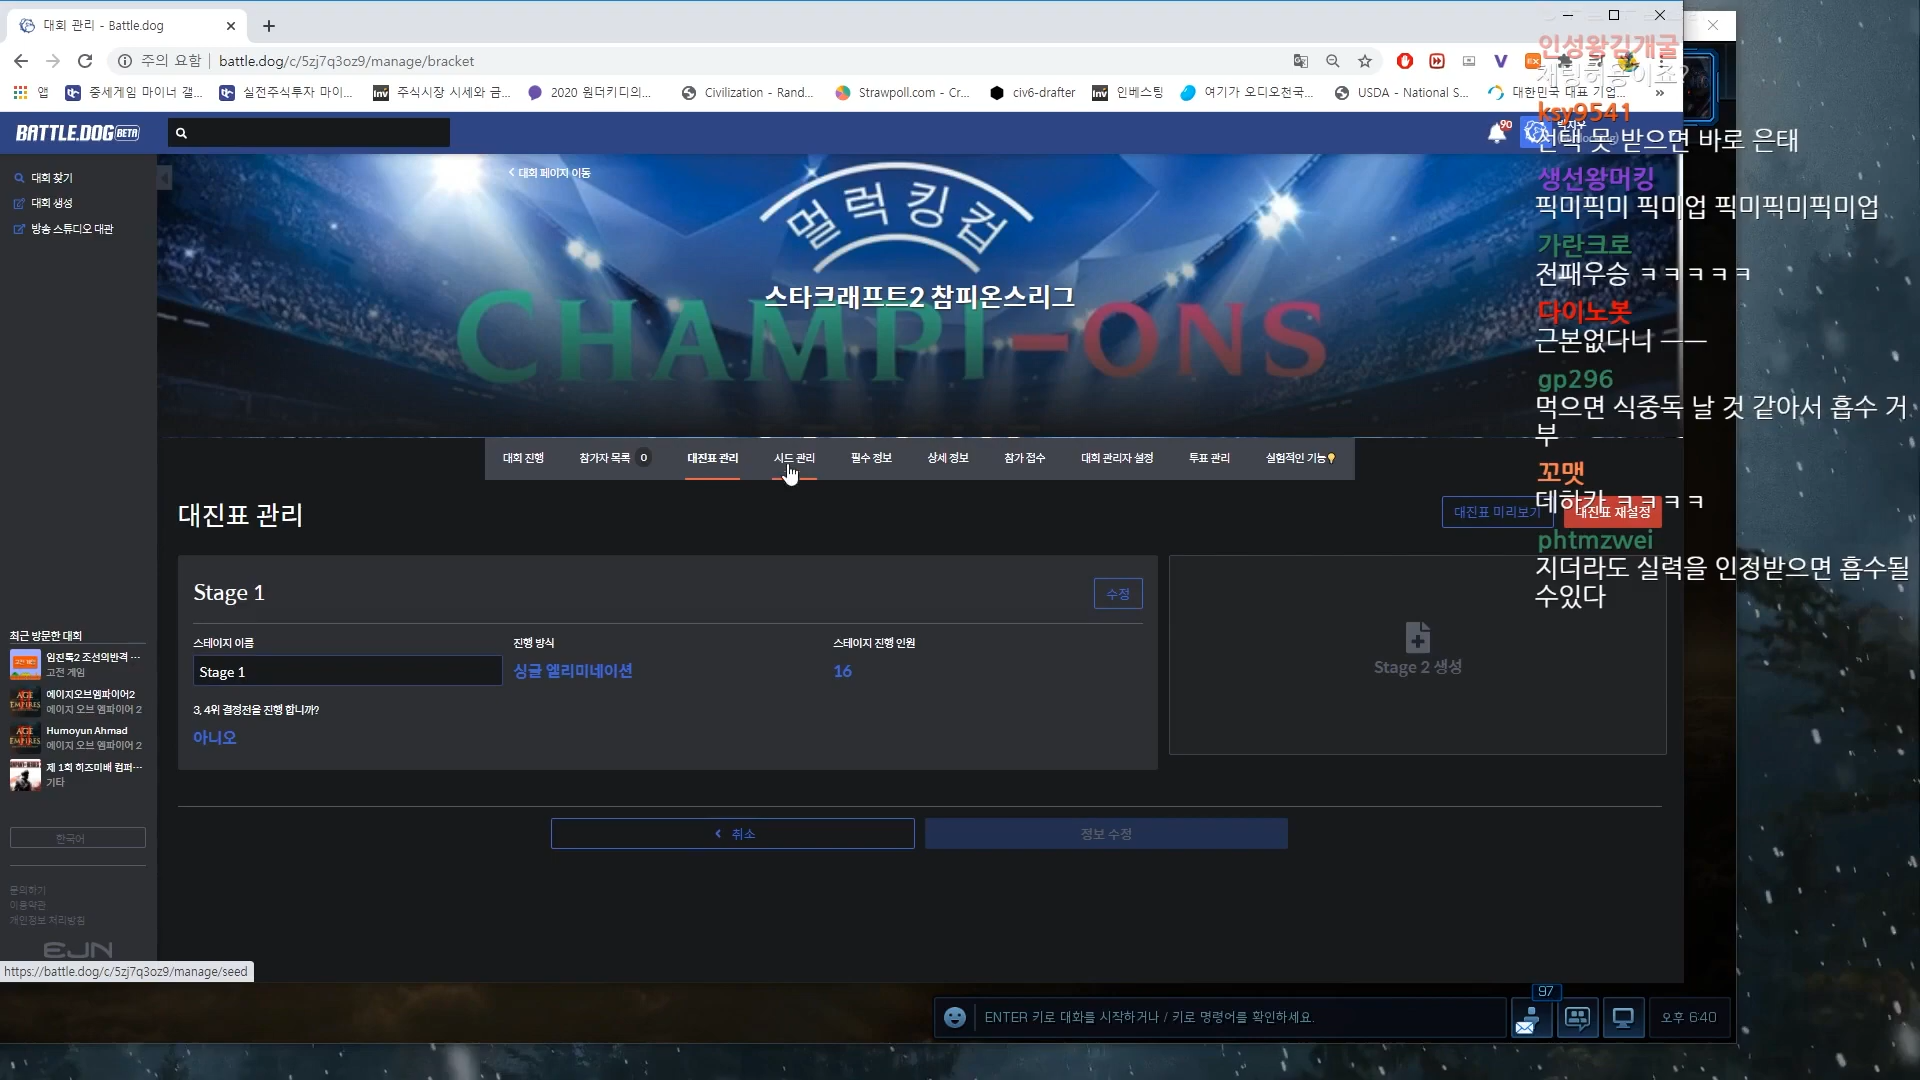 대회 관리 - Battle.dog
주의 요함 | battle.dog/c/5zj7q3oz9/manage/bracket
앱
중세게임 마이너 갤...
실전주식투자 마이...
주식시장 시세와 금...
2020 원더키디의...
Civilization - Rand...
Strawpoll.com - Cr...
civ6-drafter
인베스팅
여기가 오디오천국...
USDA - National S...
대한민국 대표 기업...
BATTLE.DOG BETA
90
대회 찾기
대회 생성
방송 스튜디오 대관
대회 페이지 이동
멀럭킹컵
스타크래프트2 참피온스리그
CHAMPI-ONS
대회 진행
참가자 목록 0
대진표 관리
시드 관리
필수 정보
상세 정보
참가 접수
대회 관리자 설정
투표 관리
실험적인 기능
대진표 관리
대진표 미리보기
대진표 재설정
Stage 1
수정
스테이지 이름
진행 방식
스테이지 진행 인원
Stage 1
싱글 엘리미네이션
16
3, 4위 결정전을 진행 합니까?
아니오
Stage 2 생성
취소
정보 수정
최근 방문한 대회
임진록2 조선의반격 ...
고전 게임
에이지오브엠파이어2
에이지 오브 엠파이어 2
Humoyun Ahmad
에이지 오브 엠파이어 2
제 1회 히즈미배 컴퍼...
기타
한국어
문의하기
이용약관
개인정보 처리방침
EJN
https://battle.dog/c/5zj7q3oz9/manage/seed
인성왕김개굴
채팅허용이죠?
ksy9541
선택 못 받으면 바로 은태
생선왕머킹
픽미픽미 픽미업 픽미픽미픽미업
가란크로
전패우승 ㅋㅋㅋㅋㅋ
다이노봇
근본없다니 ㅡㅡ
gp296
먹으면 식중독 날 것 같아서 흡수 거
부
꼬맷
데하카 ㅋㅋㅋㅋ
phtmzwei
지더라도 실력을 인정받으면 흡수될
수있다
ENTER 키로 대화를 시작하거나 / 키로 명령어를 확인하세요.
97
오후 6:40